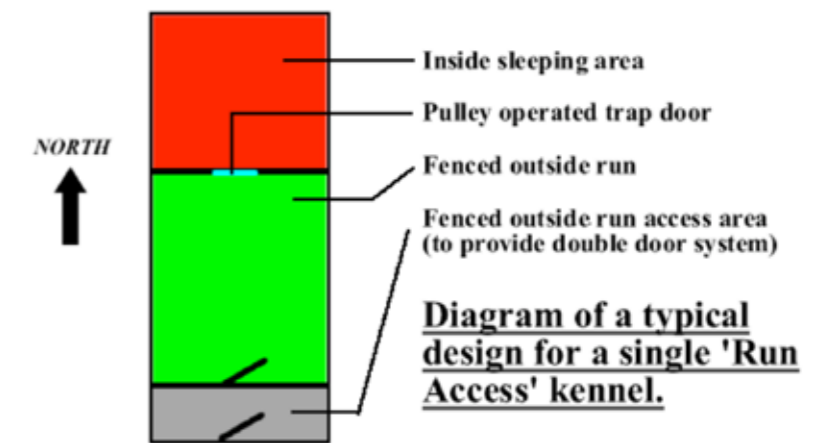 Inside sleeping area
Pulley operated trap door
NORTH
Fenced outside run
Fenced outside run access area
(to provide double door system)
Diagram of a typical
design for a single 'Run
Access' kennel.